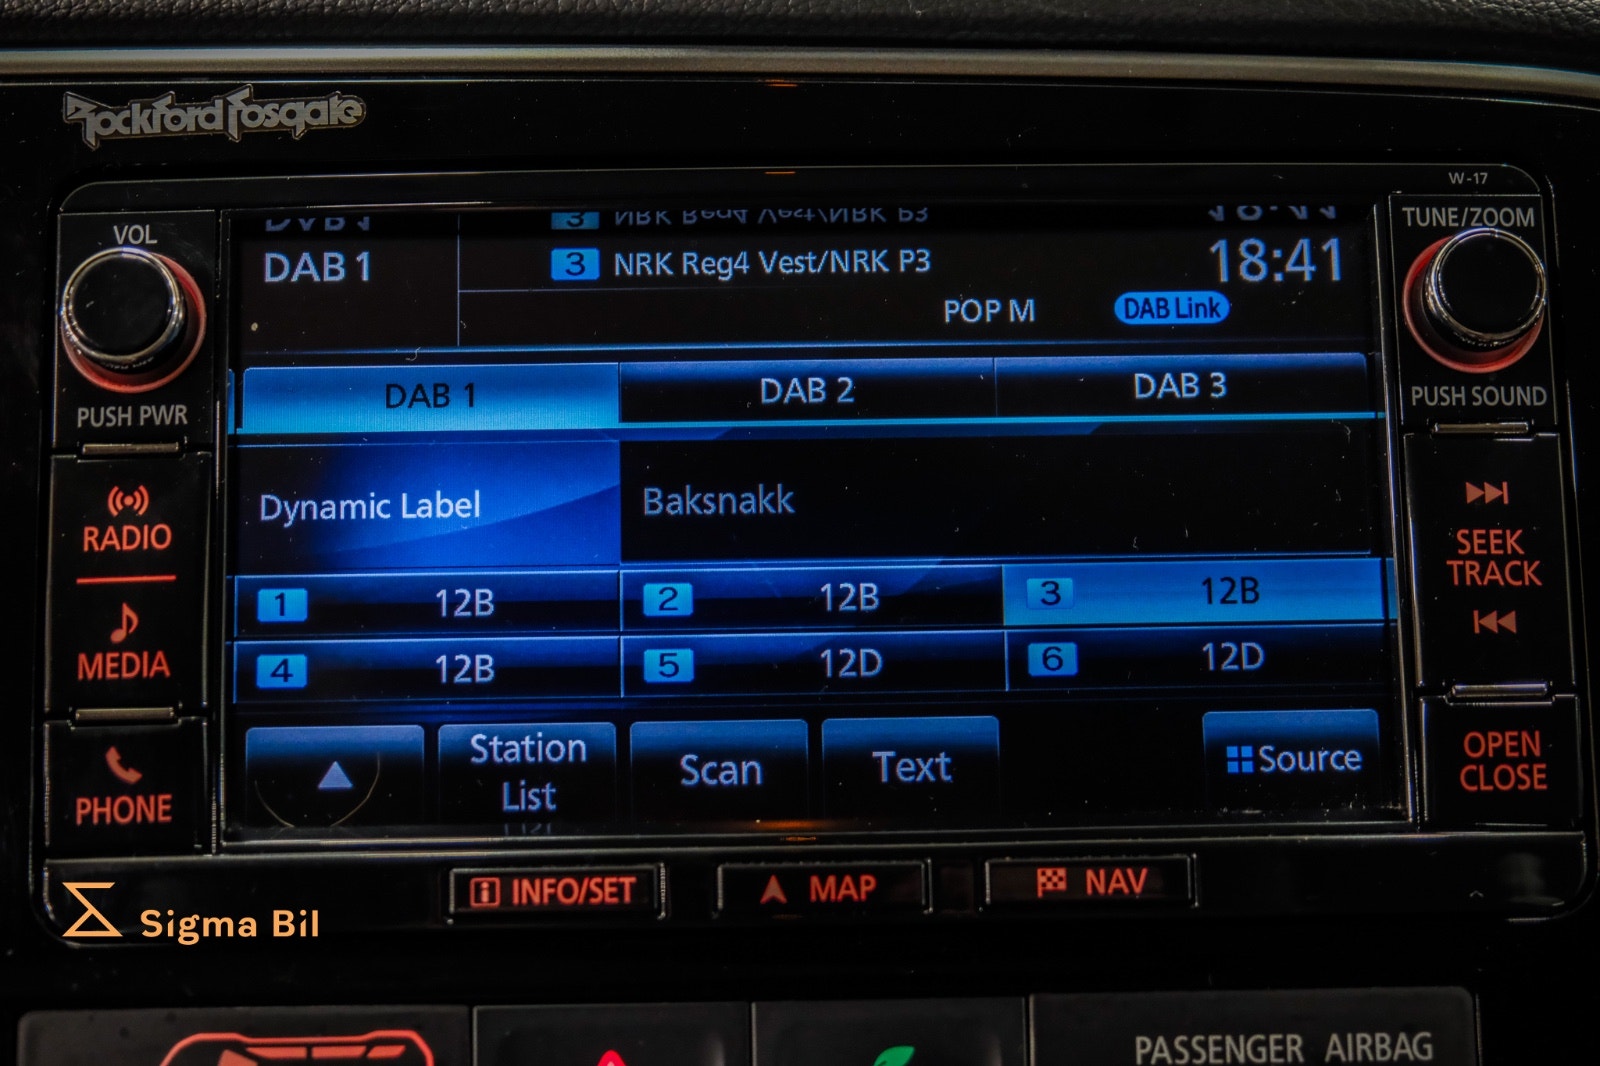 Rockford Fosgate
W-17
VOL
TUNE/ZOOM
DAB 1
3 NRK Reg4 Vest/NRK P3
18:41
POP M
DAB Link
PUSH PWR
PUSH SOUND
DAB 1
DAB 2
DAB 3
Dynamic Label
Baksnakk
1 12B
2 12B
3 12B
4 12B
5 12D
6 12D
RADIO
MEDIA
PHONE
SEEK
TRACK
OPEN
CLOSE
Station
List
Scan
Text
Source
INFO/SET
MAP
NAV
Sigma Bil
PASSENGER AIRBAG